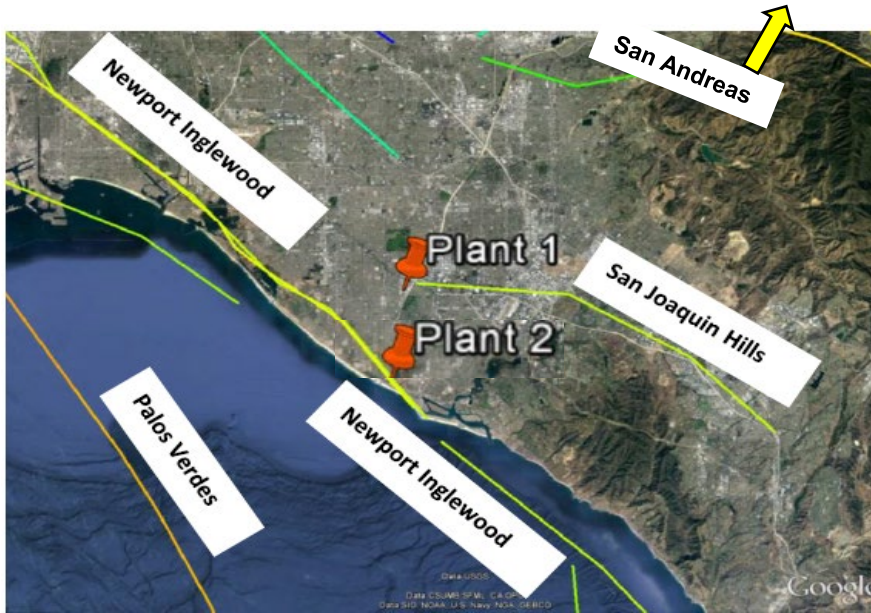 San Andreas
Newport Inglewood
Plant 1
San Joaquin Hills
Plant 2
Palos Verdes
Newport Inglewood
Data USGS
Data CSUMB SFML, CA OPC
Data SIO, NOAA, U.S. Navy, NGA, GEBCO
Google